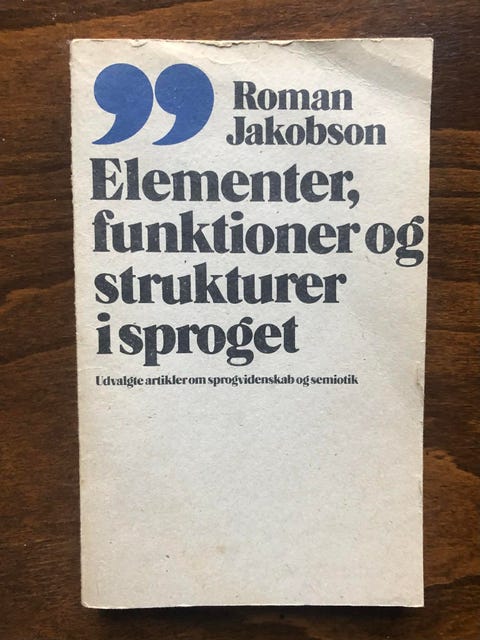 ”
Roman
Jakobson
Elementer,
funktioner og
strukturer
i sproget
Udvalgte artikler om sprogvidenskab og semiotik